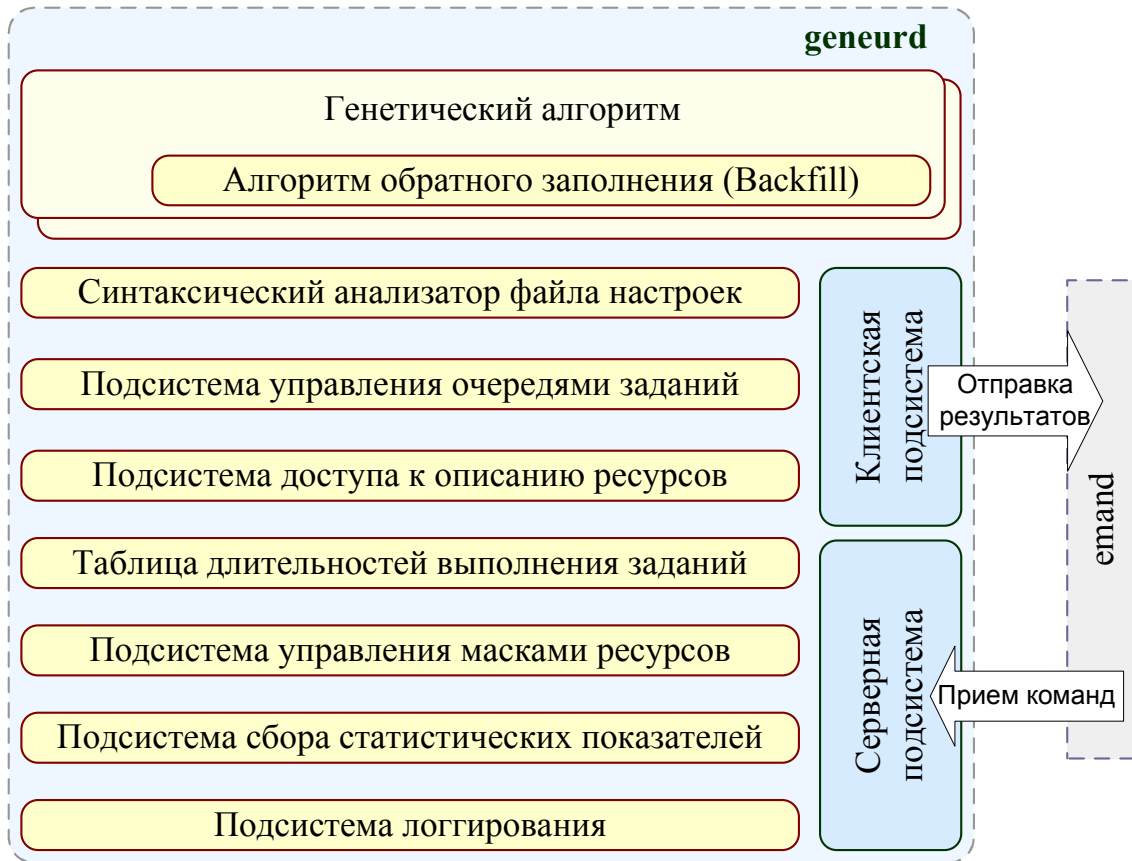 geneurd
Генетический алгоритм
Алгоритм обратного заполнения (Backfill)
Синтаксический анализатор файла настроек
Подсистема управления очередями заданий
Подсистема доступа к описанию ресурсов
Таблица длительностей выполнения заданий
Подсистема управления масками ресурсов
Подсистема сбора статистических показателей
Подсистема логгирования
Клиентская
подсистема
Серверная
подсистема
Отправка
результатов
Прием команд
emand